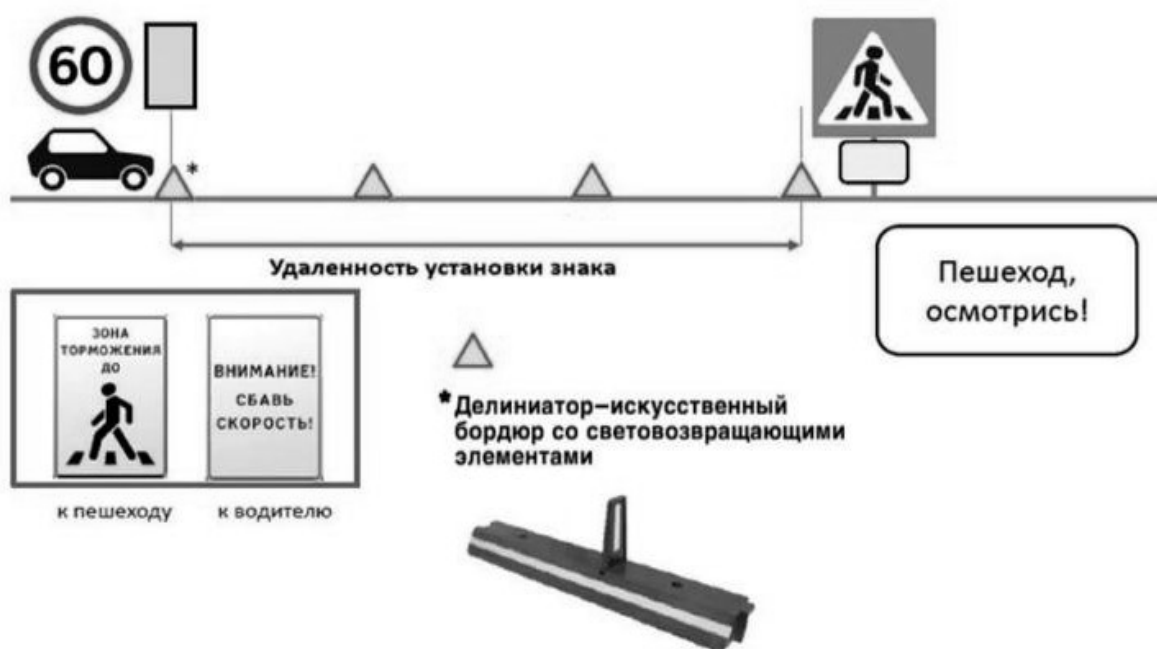 60
*
Удаленность установки знака
Пешеход,
осмотрись!
ЗОНА
ТОРМОЖЕНИЯ
ДО
ВНИМАНИЕ!
СБАВЬ
СКОРОСТЬ!
к пешеходу
к водителю
* Делиниатор–искусственный
бордюр со световозвращающими
элементами